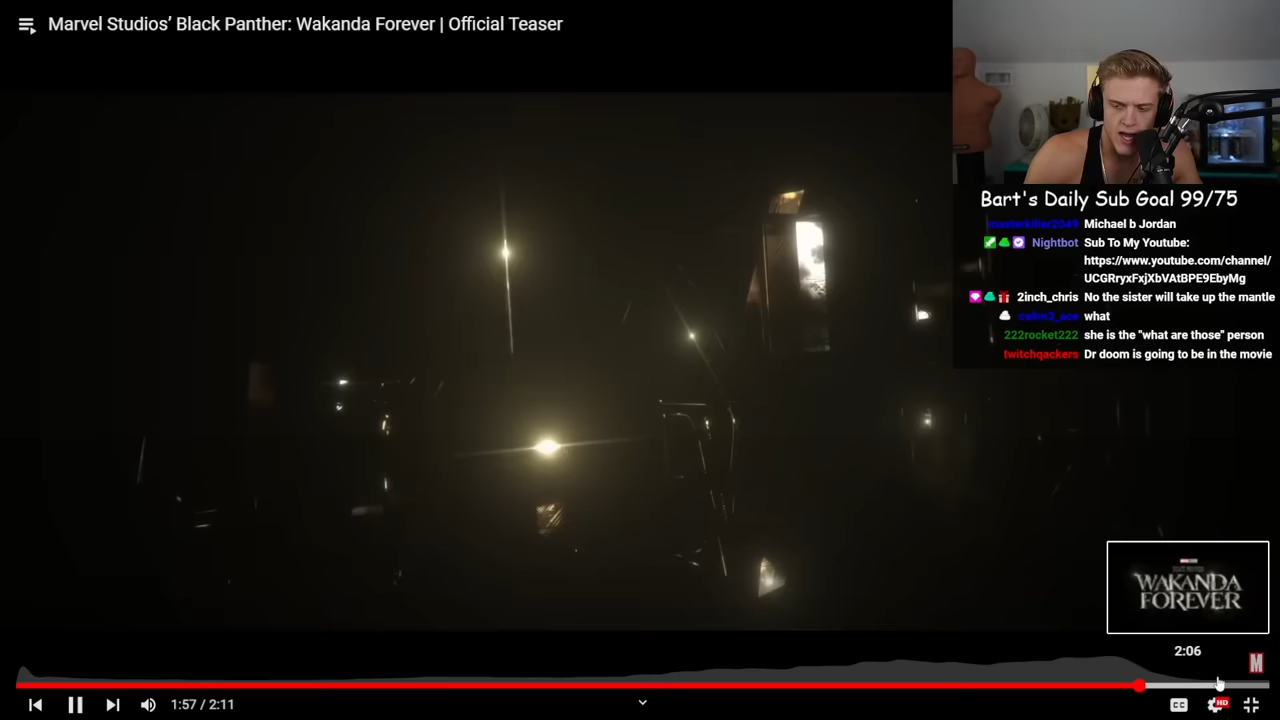 Marvel Studios' Black Panther: Wakanda Forever | Official Teaser
Bart's Daily Sub Goal 99/75
masterkiller2049 Michael b Jordan
Nightbot Sub To My Youtube:
https://www.youtube.com/channel/
UCGRryxFxjXbVAtBPE9EbyMg
2inch_chris No the sister will take up the mantle
what
222rocket222 she is the "what are those" person
twitchqackers Dr doom is going to be in the movie
WAKANDA
FOREVER
2:06
M
1:57 / 2:11
CC
HD